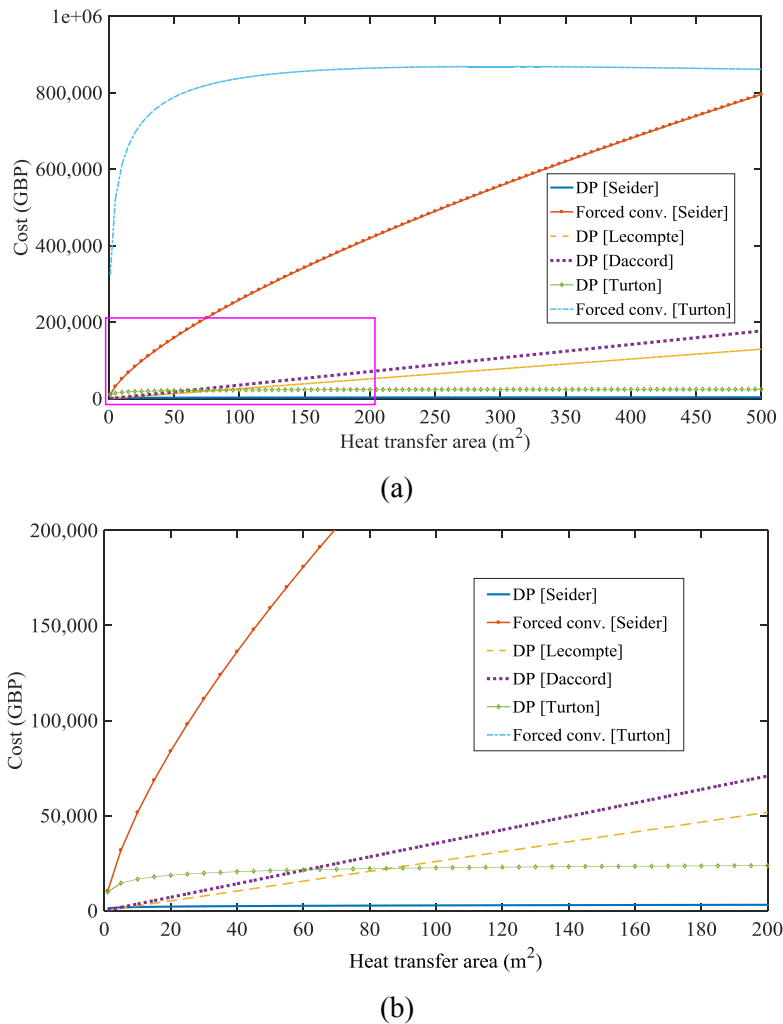 1e+06
800,000
600,000
400,000
200,000
0
Cost (GBP)
DP [Seider]
Forced conv. [Seider]
DP [Lecompte]
DP [Daccord]
DP [Turton]
Forced conv. [Turton]
0 50 100 150 200 250 300 350 400 450 500
Heat transfer area (m²)
(a)
200,000
150,000
100,000
50,000
0
Cost (GBP)
DP [Seider]
Forced conv. [Seider]
DP [Lecompte]
DP [Daccord]
DP [Turton]
Forced conv. [Turton]
0 20 40 60 80 100 120 140 160 180 200
Heat transfer area (m²)
(b)